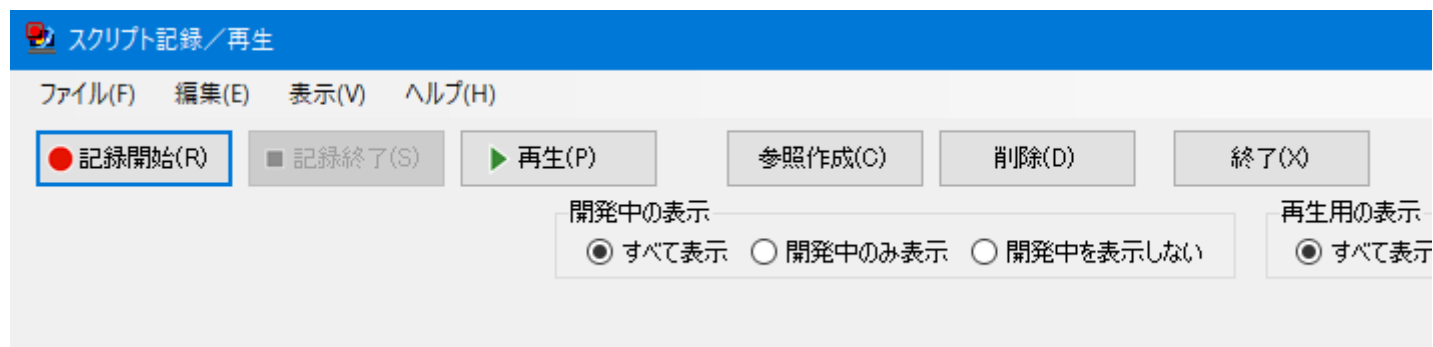 スクリプト記録／再生
ファイル(F) 編集(E) 表示(V) ヘルプ(H)
記録開始(R) 記録終了(S) 再生(P) 参照作成(C) 削除(D) 終了(X)
開発中の表示 再生用の表示
すべて表示 開発中のみ表示 開発中を表示しない すべて表示